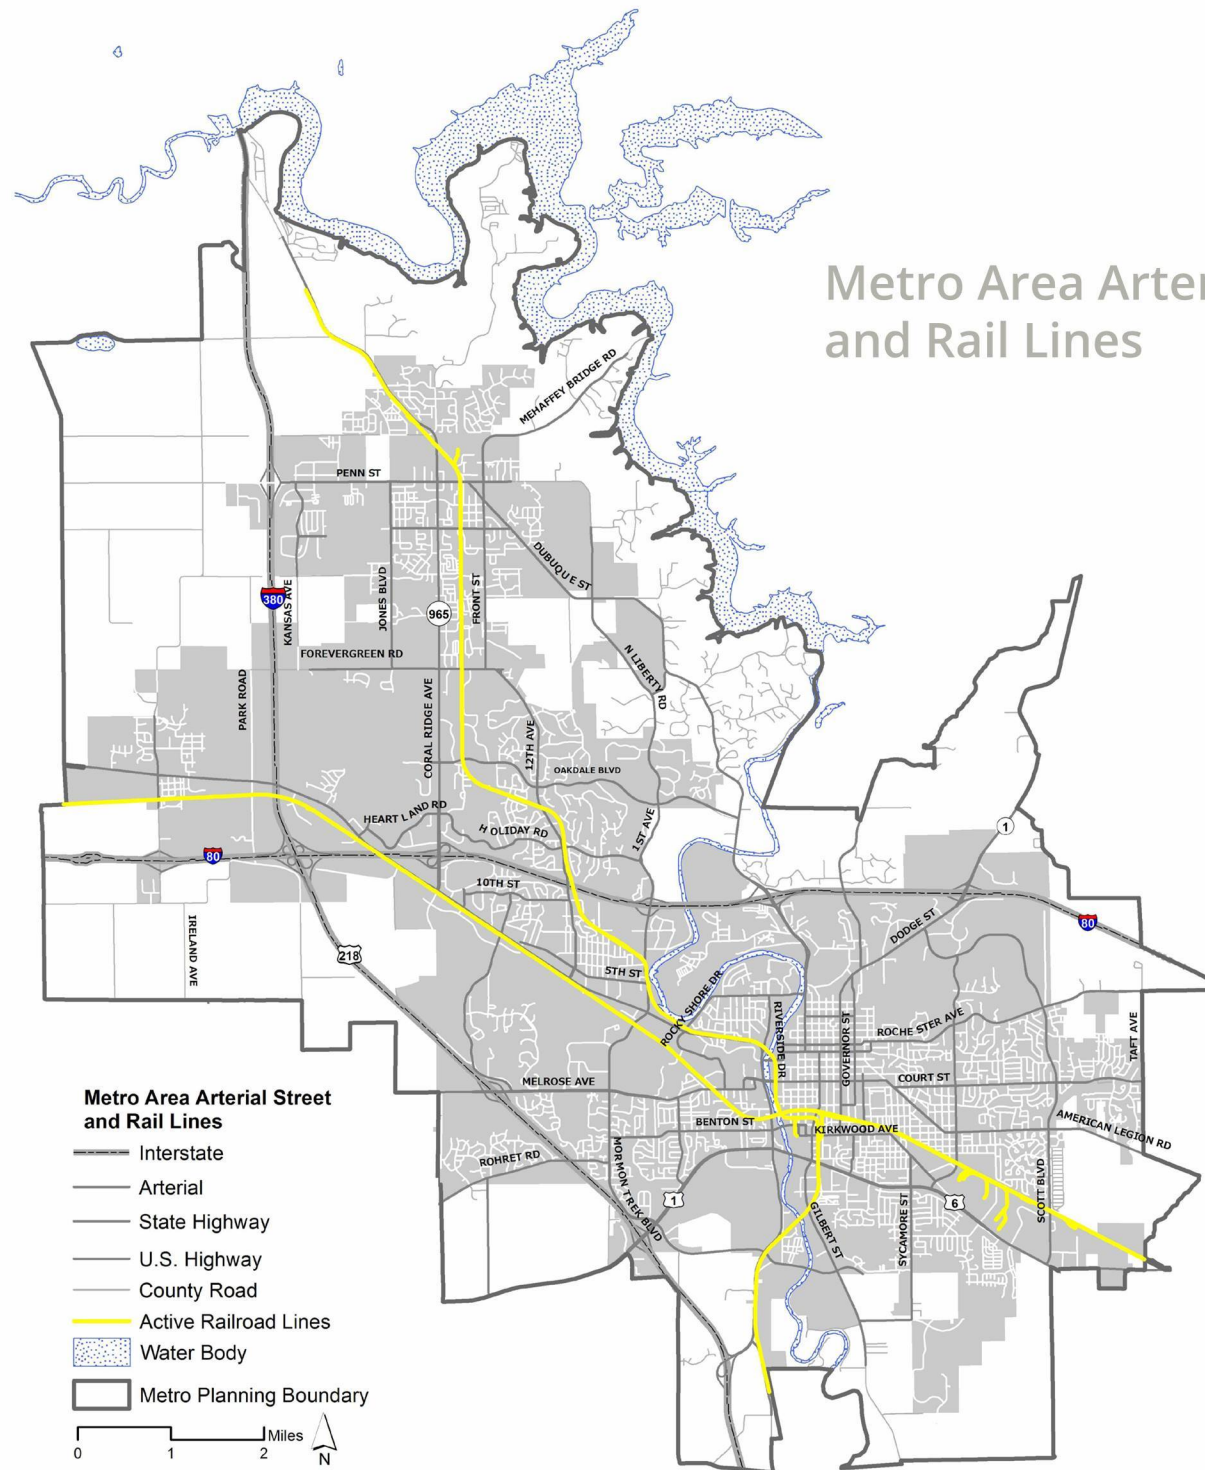 Metro Area Arter
and Rail Lines
MEHAFFEY BRIDGE RD
PENN ST
DUBUQUE ST
380
KANSAS AVE
JONES BLVD
965
FRONT ST
FOREVERGREEN RD
N LIBERTY RD
PARK ROAD
CORAL RIDGE AVE
12TH AVE
OAKDALE BLVD
HEART LAND RD
H OLIDAY RD
1ST AVE
1
80
10TH ST
IRELAND AVE
218
DODGE ST
80
5TH ST
ROCKY SHORE DR
RIVERSIDE DR
GOVERNOR ST
ROCHE STER AVE
TAFT AVE
MELROSE AVE
COURT ST
BENTON ST
KIRKWOOD AVE
AMERICAN LEGION RD
ROHRET RD
MORMON TREK BLVD
1
GILBERT ST
SYCAMORE ST
6
SCOTT BLVD
Metro Area Arterial Street
and Rail Lines
Interstate
Arterial
State Highway
U.S. Highway
County Road
Active Railroad Lines
Water Body
Metro Planning Boundary
Miles
0 1 2
N